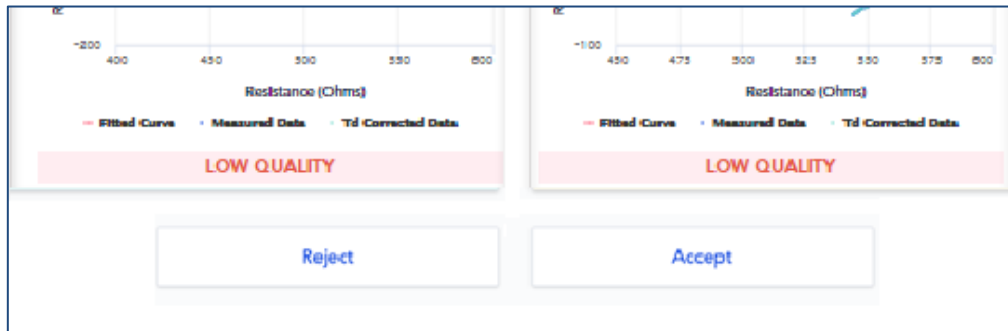 -200
400 450 500 550 600
Resistance (Ohms)
Fitted Curve Measured Data Td Corrected Data
LOW QUALITY
-100
450 475 500 525 550 575 600
Resistance (Ohms)
Fitted Curve Measured Data Td Corrected Data
LOW QUALITY
Reject
Accept